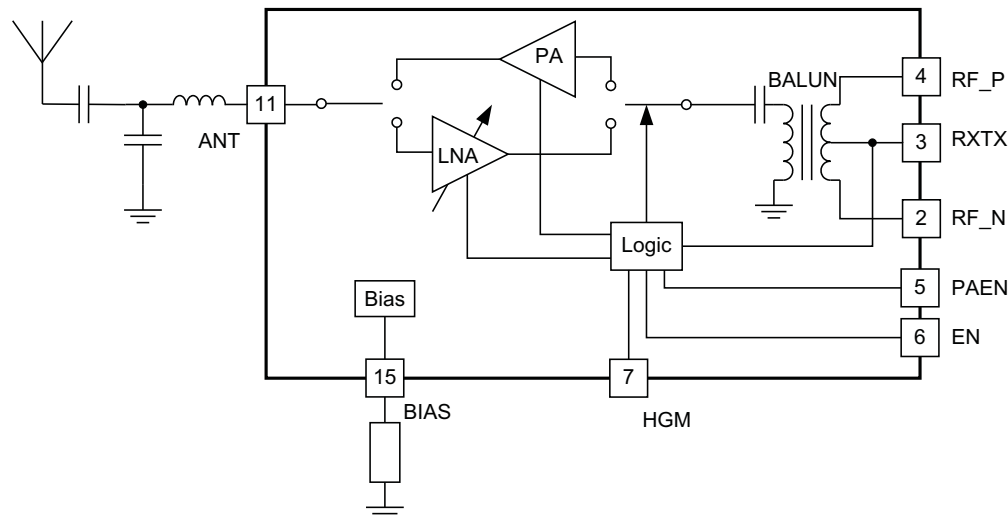 PA
BALUN
4
RF_P
11
ANT
3
RXTX
LNA
2
RF_N
Logic
5
PAEN
Bias
6
EN
15
BIAS
7
HGM